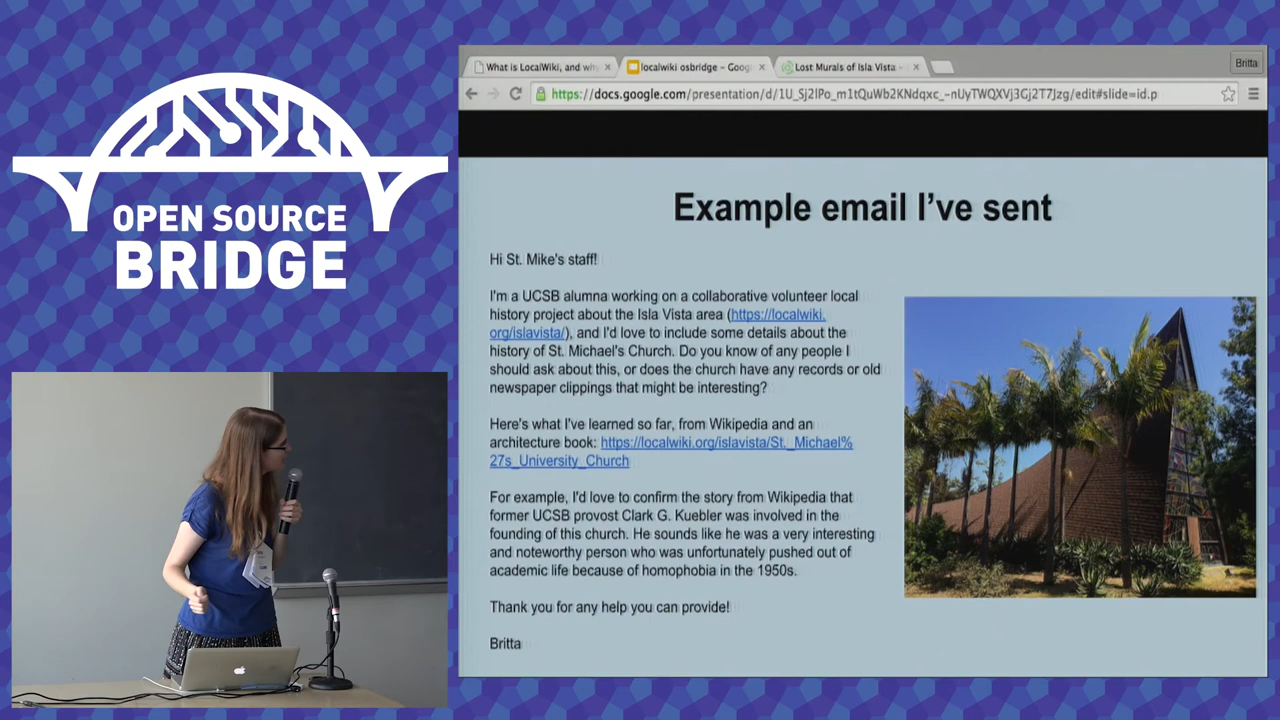 What is LocalWiki, and why
localwiki osbridge – Goog
Lost Murals of Isla Vista –
Britta
https://docs.google.com/presentation/d/1U_Sj2lPo_m1tQuWb2KNdqxc_-nUyTWQXVj3Gj2T7Jzg/edit#slide=id.p
OPEN SOURCE
BRIDGE
Example email I've sent
Hi St. Mike's staff!
I'm a UCSB alumna working on a collaborative volunteer local
history project about the Isla Vista area (https://localwiki.
org/islavista/), and I'd love to include some details about the
history of St. Michael's Church. Do you know of any people I
should ask about this, or does the church have any records or old
newspaper clippings that might be interesting?
Here's what I've learned so far, from Wikipedia and an
architecture book: https://localwiki.org/islavista/St._Michael%
27s_University_Church
For example, I'd love to confirm the story from Wikipedia that
former UCSB provost Clark G. Kuebler was involved in the
founding of this church. He sounds like he was a very interesting
and noteworthy person who was unfortunately pushed out of
academic life because of homophobia in the 1950s.
Thank you for any help you can provide!
Britta